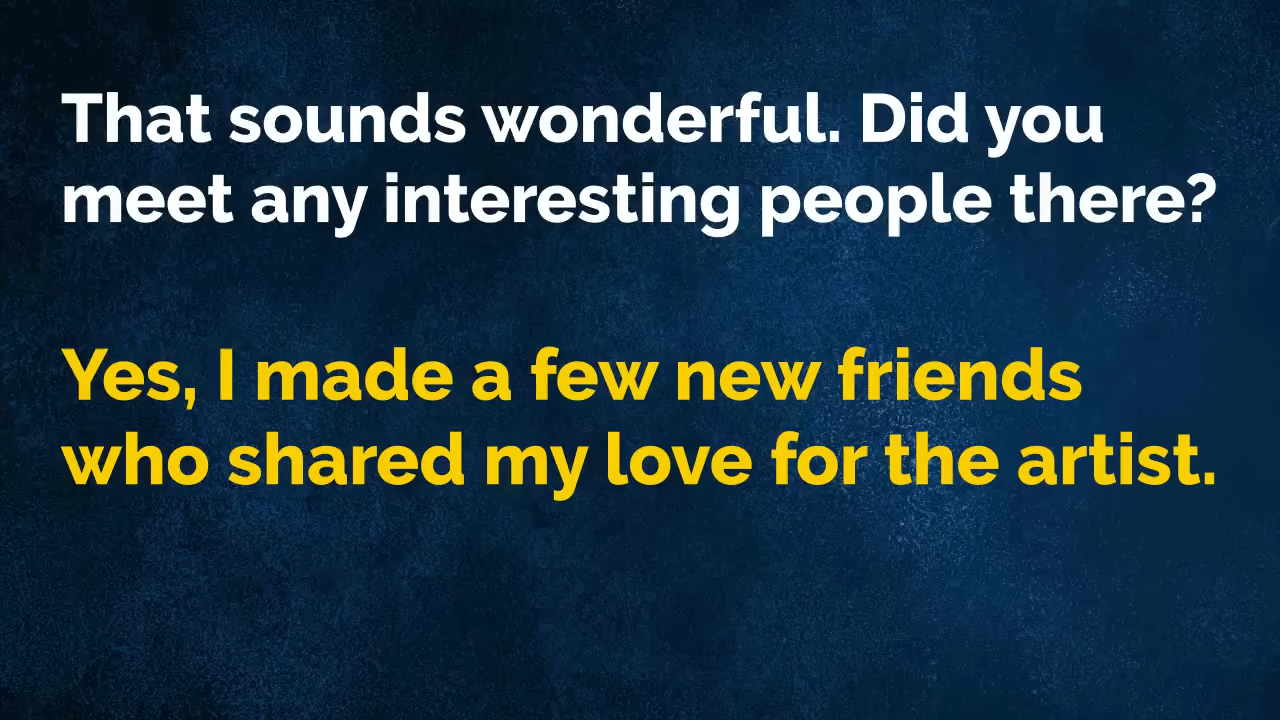 That sounds wonderful. Did you
meet any interesting people there?
Yes, I made a few new friends
who shared my love for the artist.